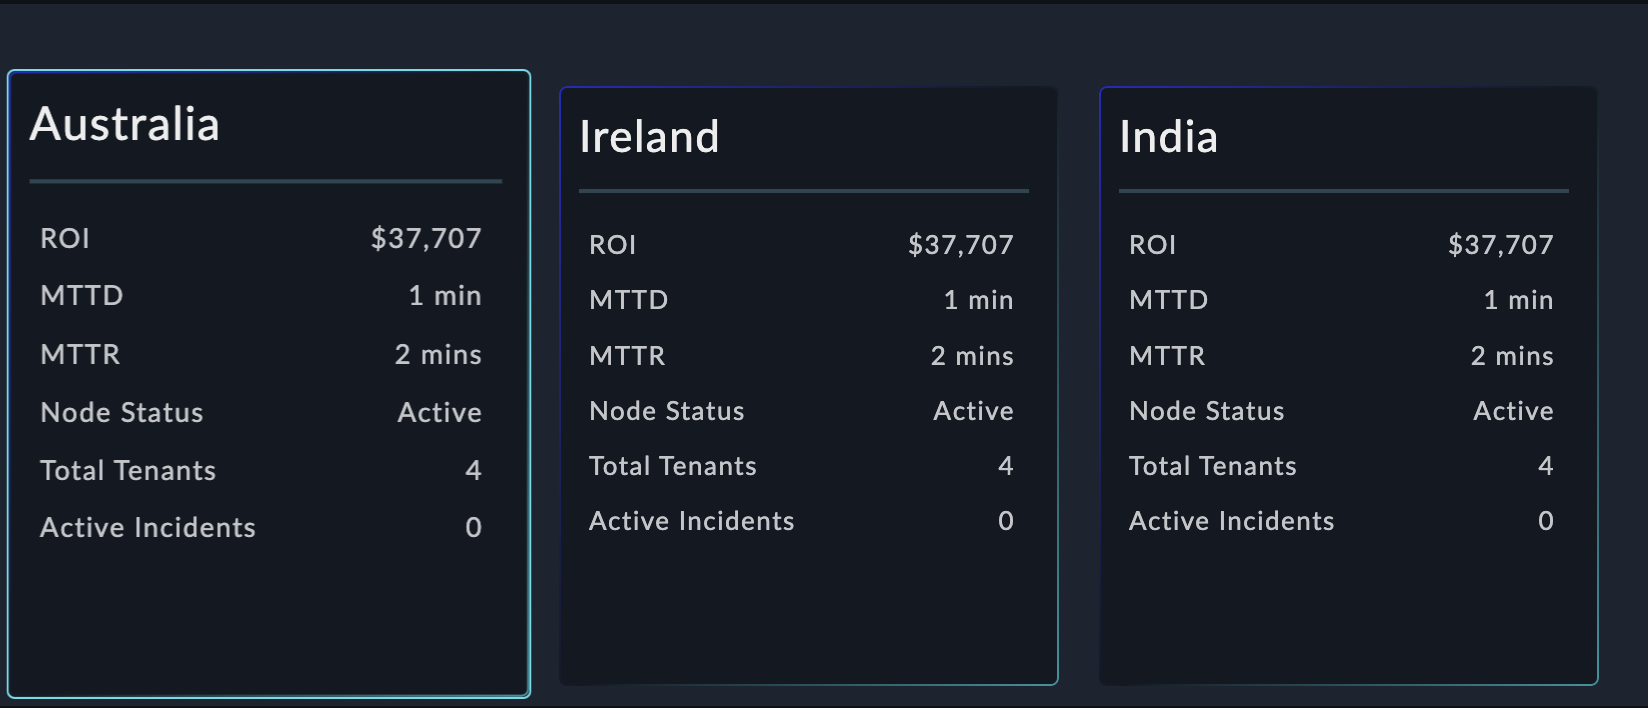 Australia
ROI $37,707
MTTD 1 min
MTTR 2 mins
Node Status Active
Total Tenants 4
Active Incidents 0
Ireland
ROI $37,707
MTTD 1 min
MTTR 2 mins
Node Status Active
Total Tenants 4
Active Incidents 0
India
ROI $37,707
MTTD 1 min
MTTR 2 mins
Node Status Active
Total Tenants 4
Active Incidents 0